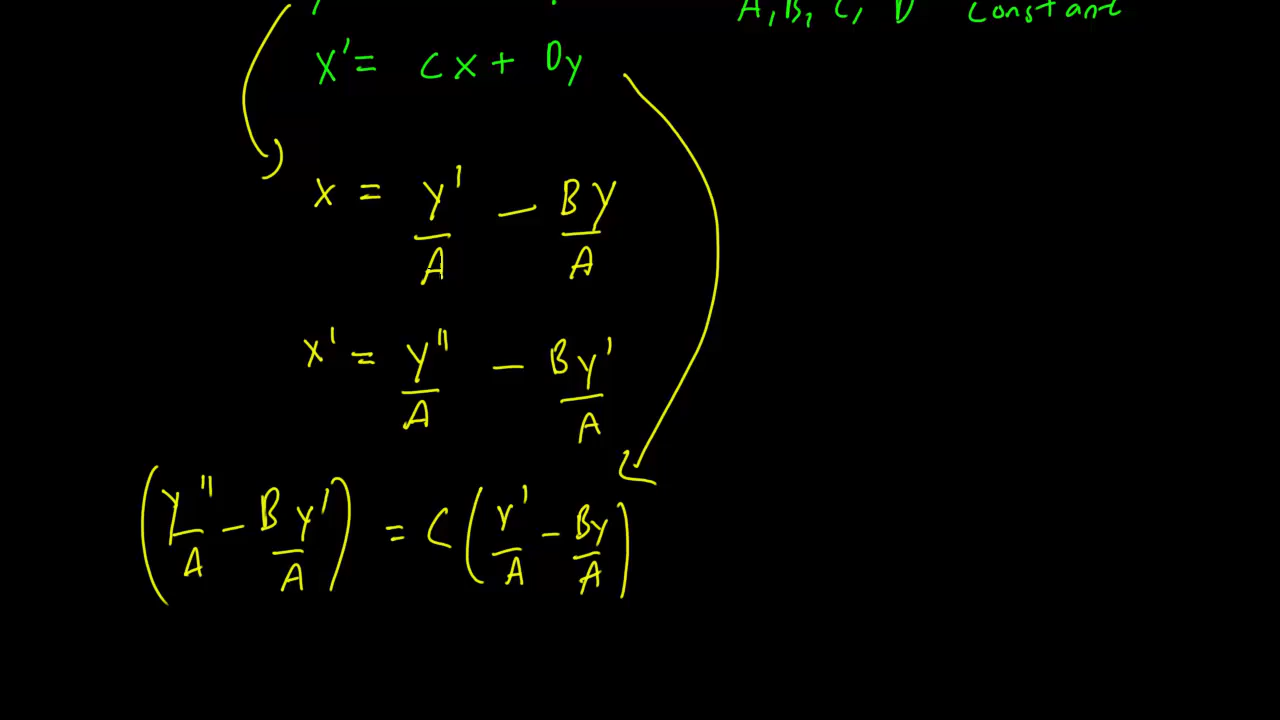 A, B, C, D constant
x' = Cx + Dy
x = y'/A - By/A
x' = y''/A - By'/A
(y''/A - By'/A) = C(y'/A - By/A)